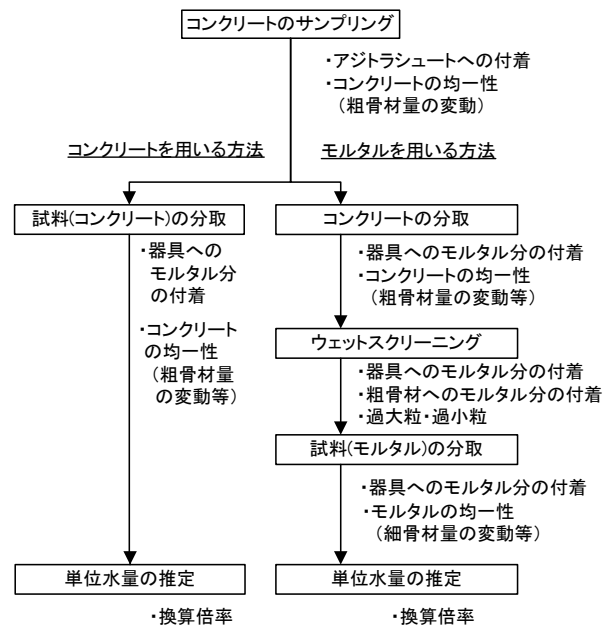 コンクリートのサンプリング
・アジトラシュートへの付着
・コンクリートの均一性
(粗骨材量の変動)
コンクリートを用いる方法
モルタルを用いる方法
試料(コンクリート)の分取
・器具への
モルタル分
の付着
・コンクリート
の均一性
(粗骨材量
の変動等)
単位水量の推定
・換算倍率
コンクリートの分取
・器具へのモルタル分の付着
・コンクリートの均一性
(粗骨材量の変動等)
ウェットスクリーニング
・器具へのモルタル分の付着
・粗骨材へのモルタル分の付着
・過大粒・過小粒
試料(モルタル)の分取
・器具へのモルタル分の付着
・モルタルの均一性
(細骨材量の変動等)
単位水量の推定
・換算倍率